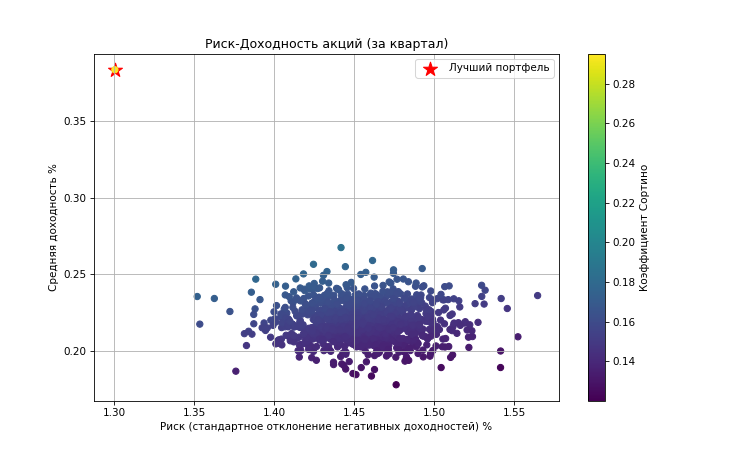 Риск-Доходность акций (за квартал)
Лучший портфель
0.35
0.30
0.25
0.20
Средняя доходность %
1.30 1.35 1.40 1.45 1.50 1.55
Риск (стандартное отклонение негативных доходностей) %
0.28
0.26
0.24
0.22
0.20
0.18
0.16
0.14
Коэффициент Сортино